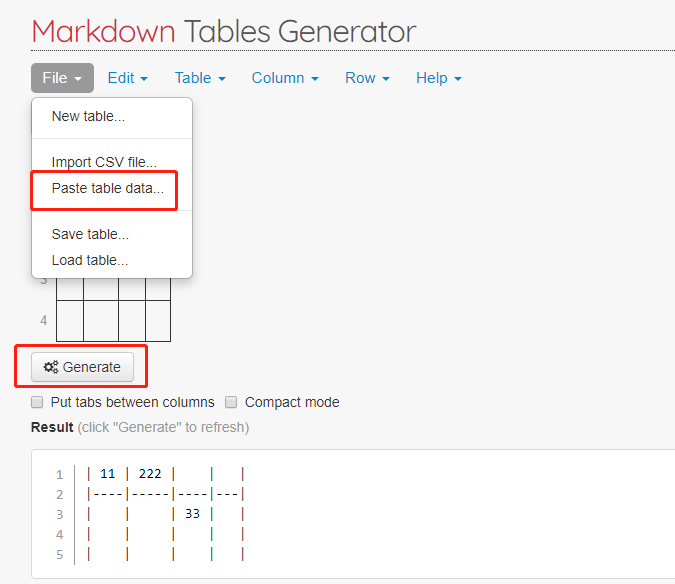 Markdown Tables Generator
File Edit Table Column Row Help
New table...
Import CSV file...
Paste table data...
Save table...
Load table...
3
4
Generate
Put tabs between columns Compact mode
Result (click "Generate" to refresh)
1 | 11 | 222 |    |   |
2 |----|-----|----|---|
3 |    |     | 33 |   |
4 |    |     |    |   |
5 |    |     |    |   |